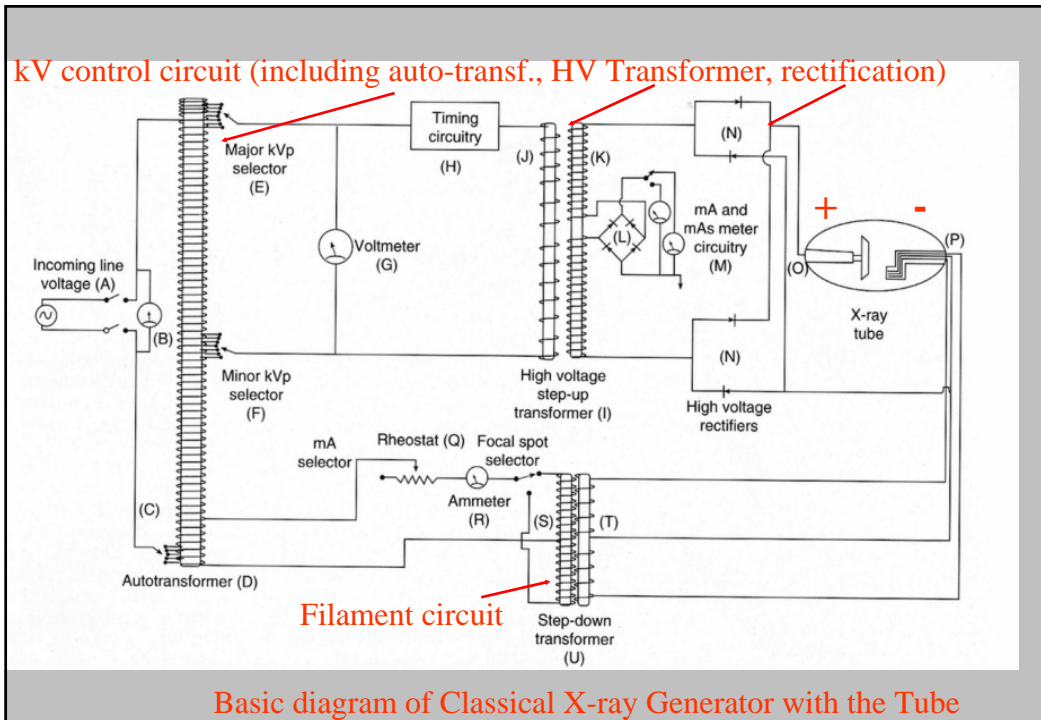 kV control circuit (including auto-transf., HV Transformer, rectification)
Timing
circuitry
(H)
Major kVp
selector
(E)
(J)
(K)
(N)
(L)
mA and
mAs meter
circuitry
(M)
+
-
(P)
(O)
X-ray
tube
Voltmeter
(G)
Incoming line
voltage (A)
(B)
Minor kVp
selector
(F)
High voltage
step-up
transformer (I)
(N)
High voltage
rectifiers
mA
selector
Rheostat (Q)
Focal spot
selector
Ammeter
(R)
(S)
(T)
(C)
Autotransformer (D)
Filament circuit
Step-down
transformer
(U)
Basic diagram of Classical X-ray Generator with the Tube